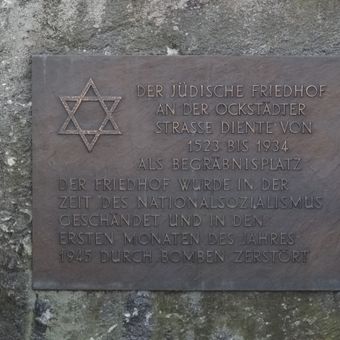 DER JÜDISCHE FRIEDHOF
AN DER OCKSTÄDTER
STRASSE DIENTE VON
1523 BIS 1934
ALS BEGRÄBNISPLATZ
DER FRIEDHOF WURDE IN DER
ZEIT DES NATIONALSOZIALISMUS
GESCHÄNDET UND IN DEN
ERSTEN MONATEN DES JAHRES
1945 DURCH BOMBEN ZERSTÖRT